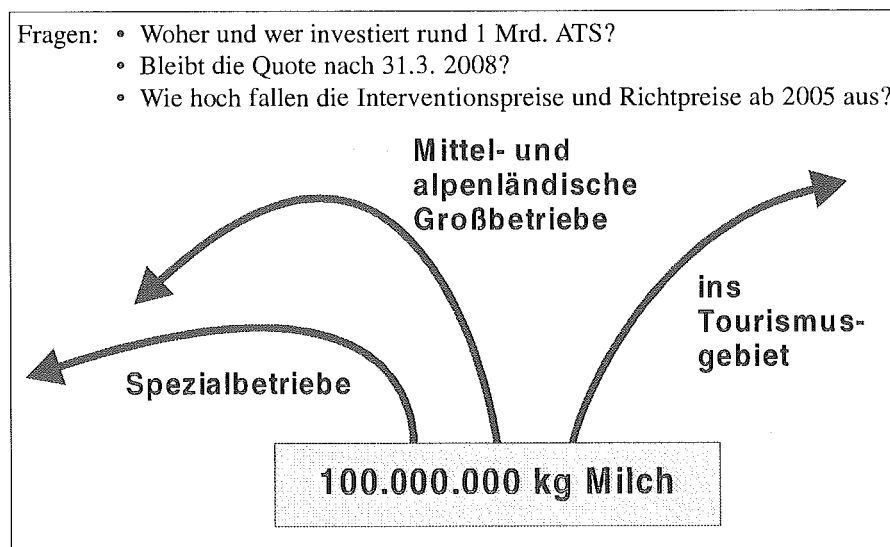 Fragen: • Woher und wer investiert rund 1 Mrd. ATS?
• Bleibt die Quote nach 31.3. 2008?
• Wie hoch fallen die Interventionspreise und Richtpreise ab 2005 aus?
Mittel- und
alpenländische
Großbetriebe
ins
Tourismus-
gebiet
Spezialbetriebe
100.000.000 kg Milch